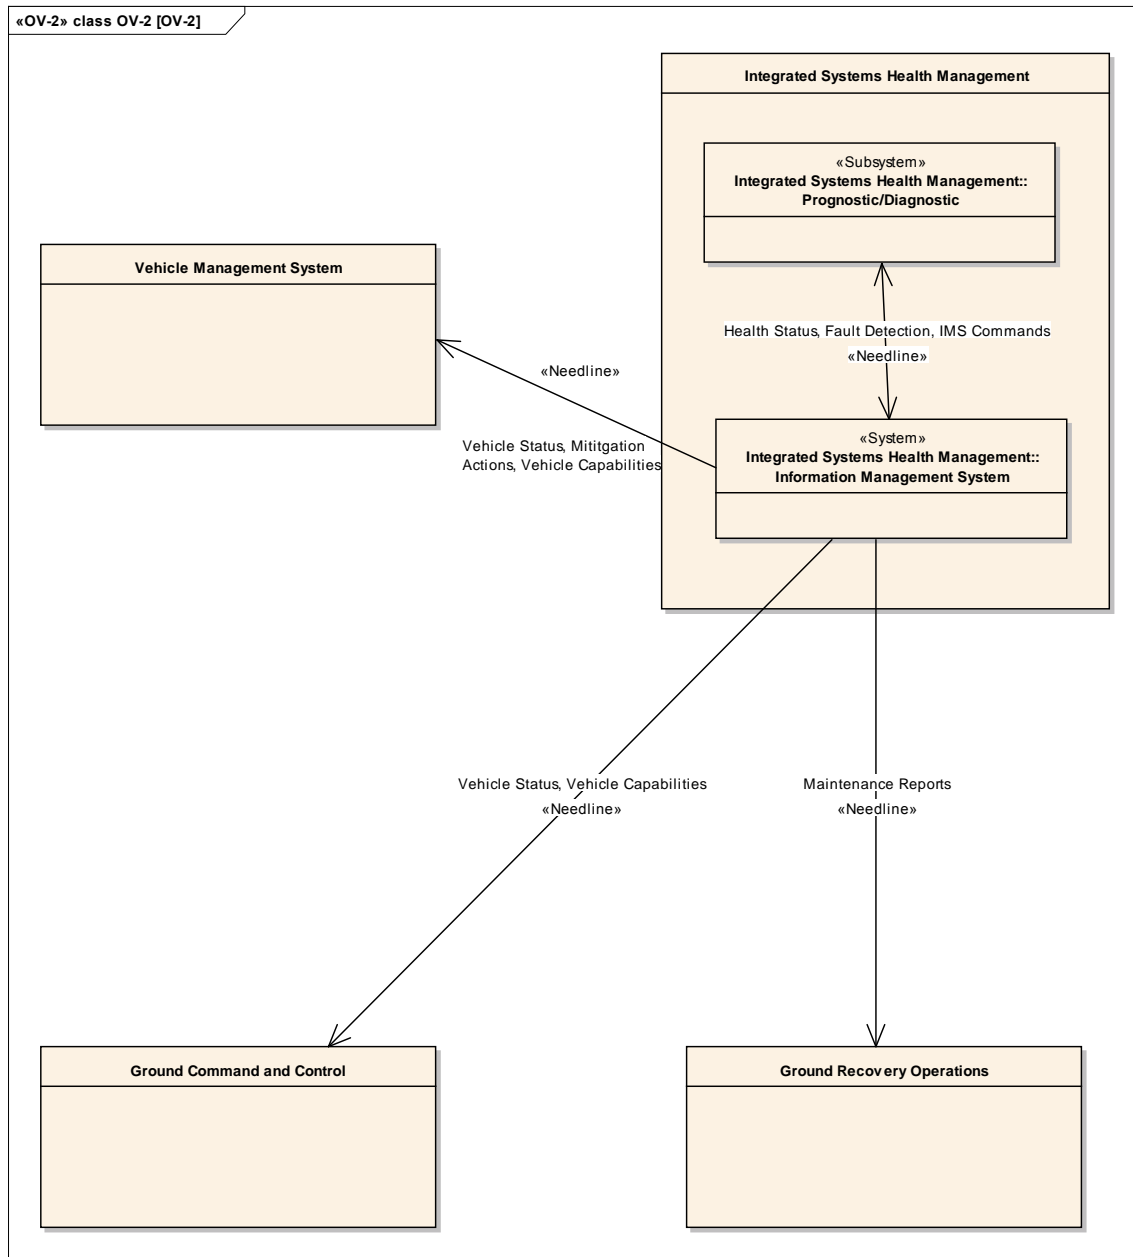 «OV-2» class OV-2 [OV-2]
Integrated Systems Health Management
«Subsystem»
Integrated Systems Health Management::
Prognostic/Diagnostic
Vehicle Management System
Health Status, Fault Detection, IMS Commands
«Needline»
«Needline»
Vehicle Status, Mititgation
Actions, Vehicle Capabilities
«System»
Integrated Systems Health Management::
Information Management System
Vehicle Status, Vehicle Capabilities
«Needline»
Maintenance Reports
«Needline»
Ground Command and Control
Ground Recovery Operations